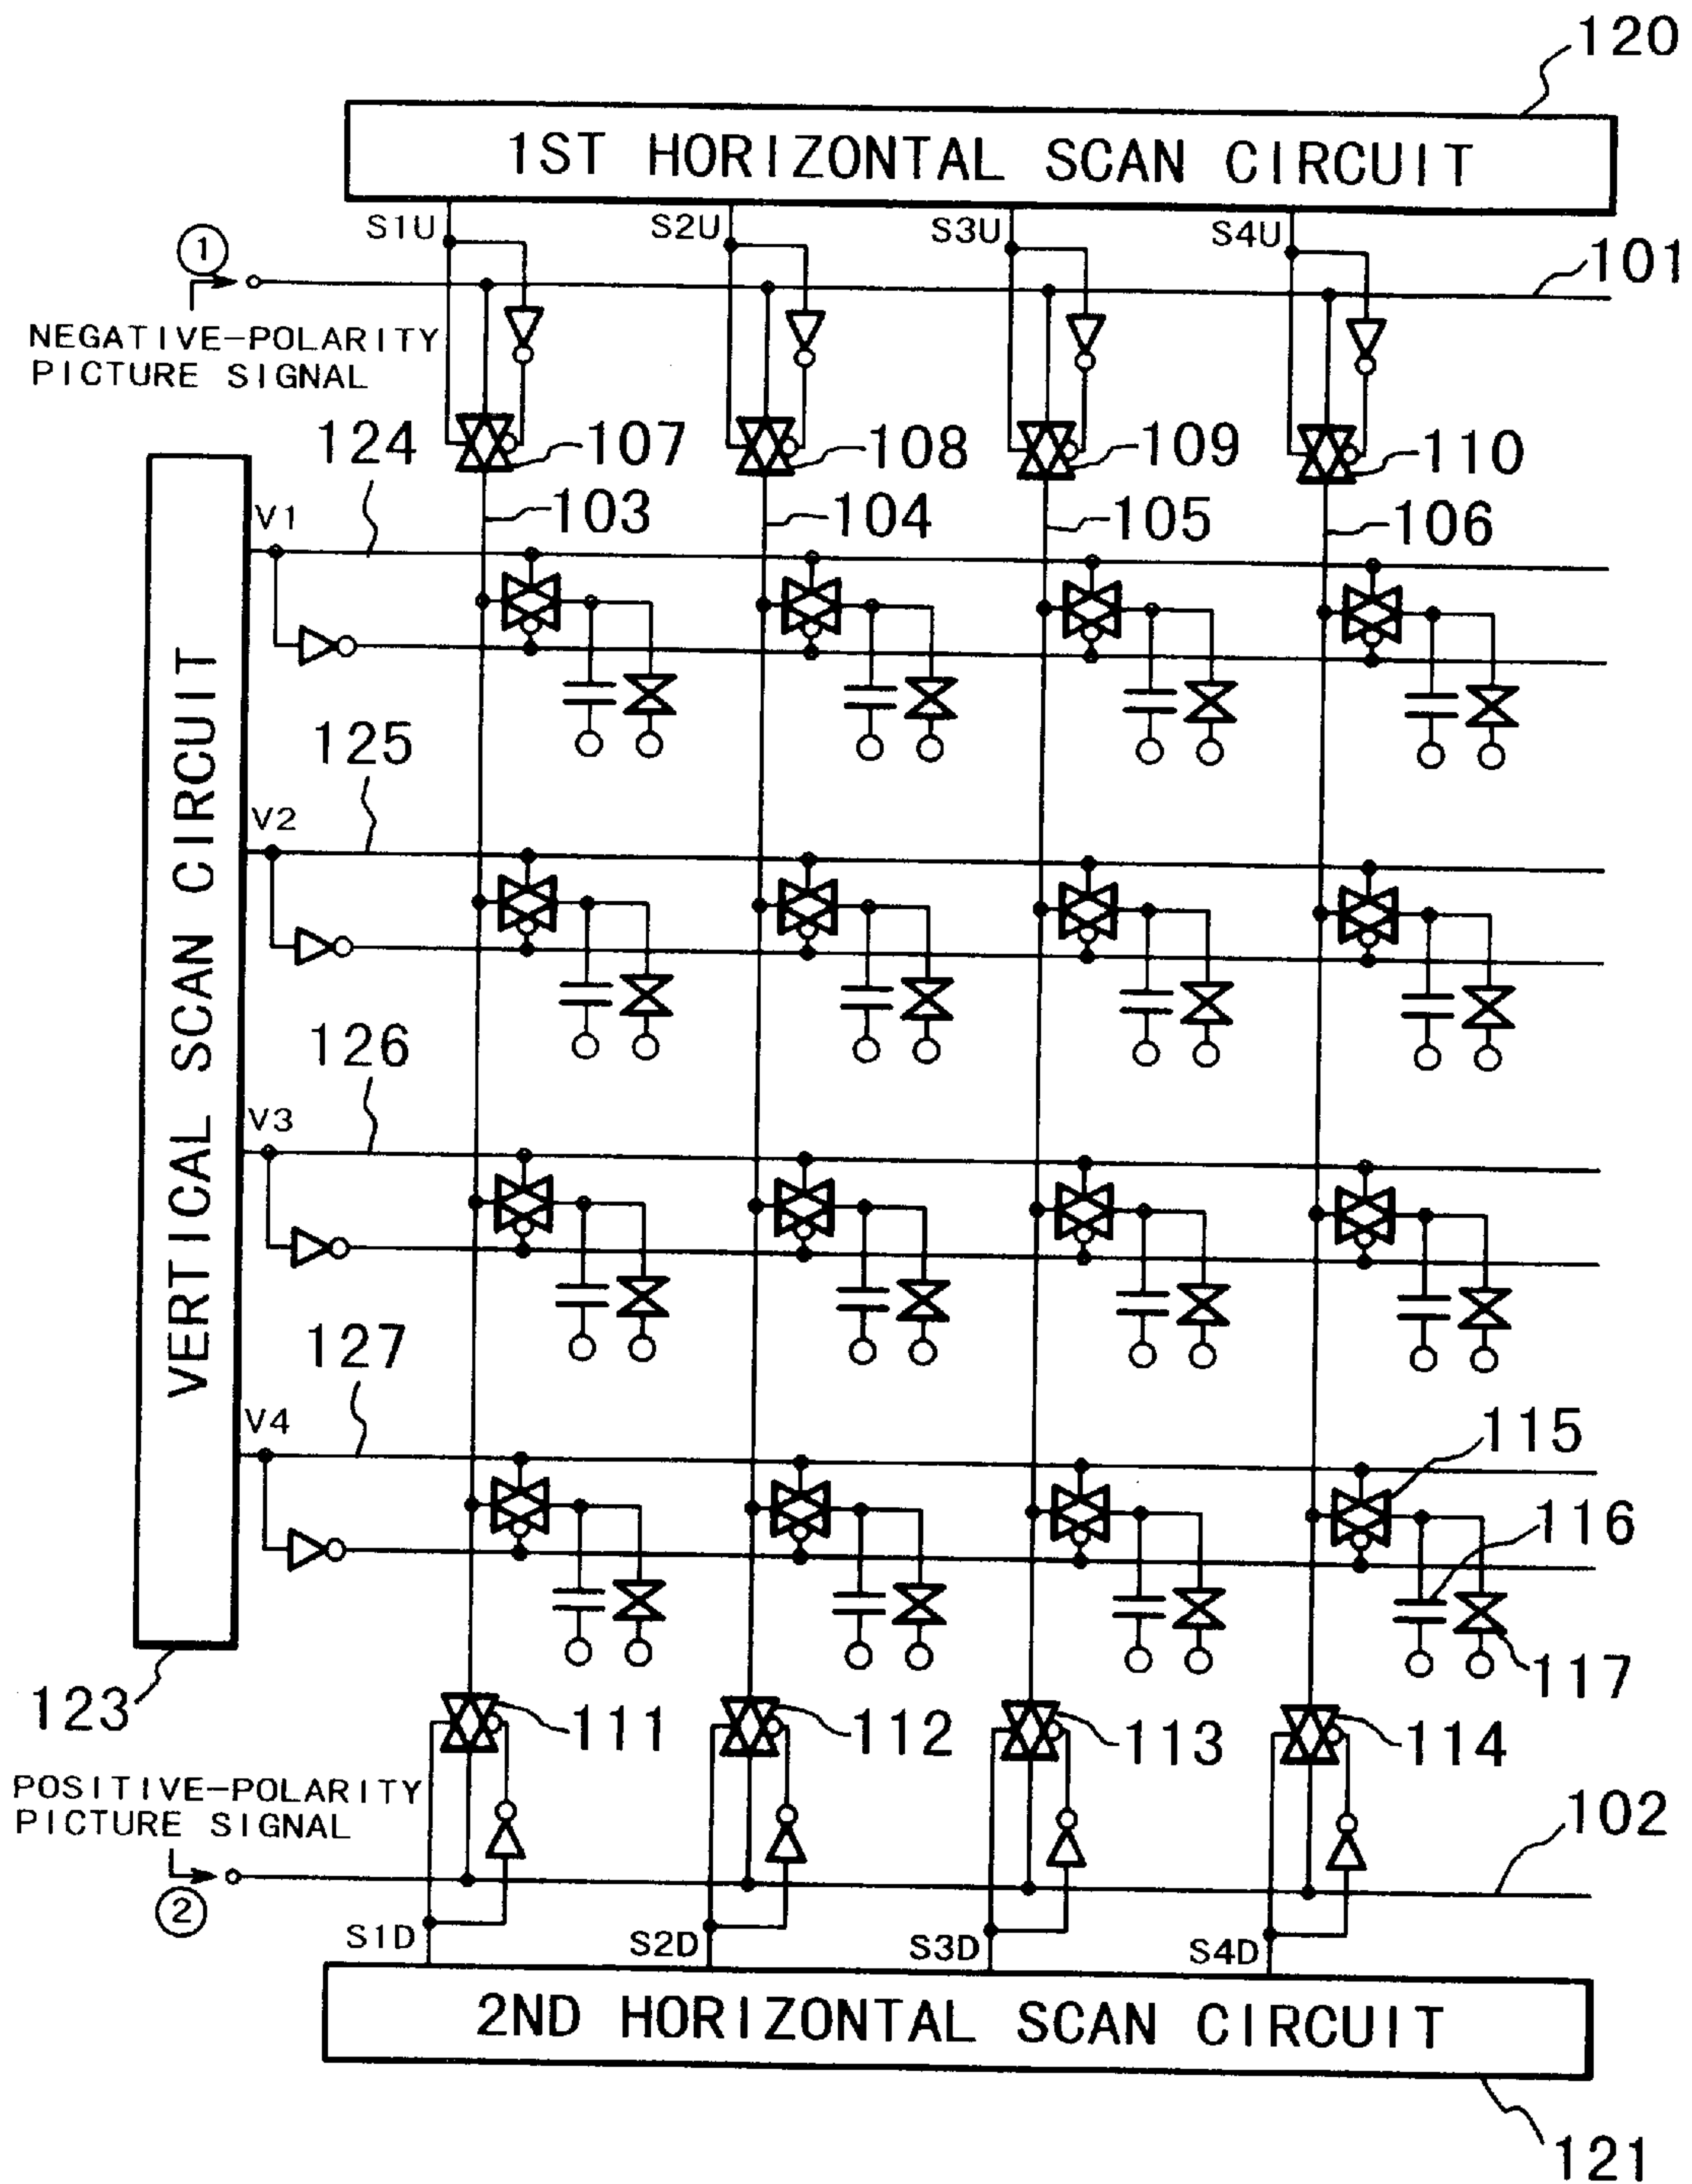 120
1ST HORIZONTAL SCAN CIRCUIT
S1U S2U S3U S4U
1
101
NEGATIVE-POLARITY
PICTURE SIGNAL
124 107 108 109 110
V1 103 104 105 106
125
V2
VERTICAL SCAN CIRCUIT
126
V3
127
V4
115
116
117
123
111 112 113 114
POSITIVE-POLARITY
PICTURE SIGNAL
102
2
S1D S2D S3D S4D
2ND HORIZONTAL SCAN CIRCUIT
121